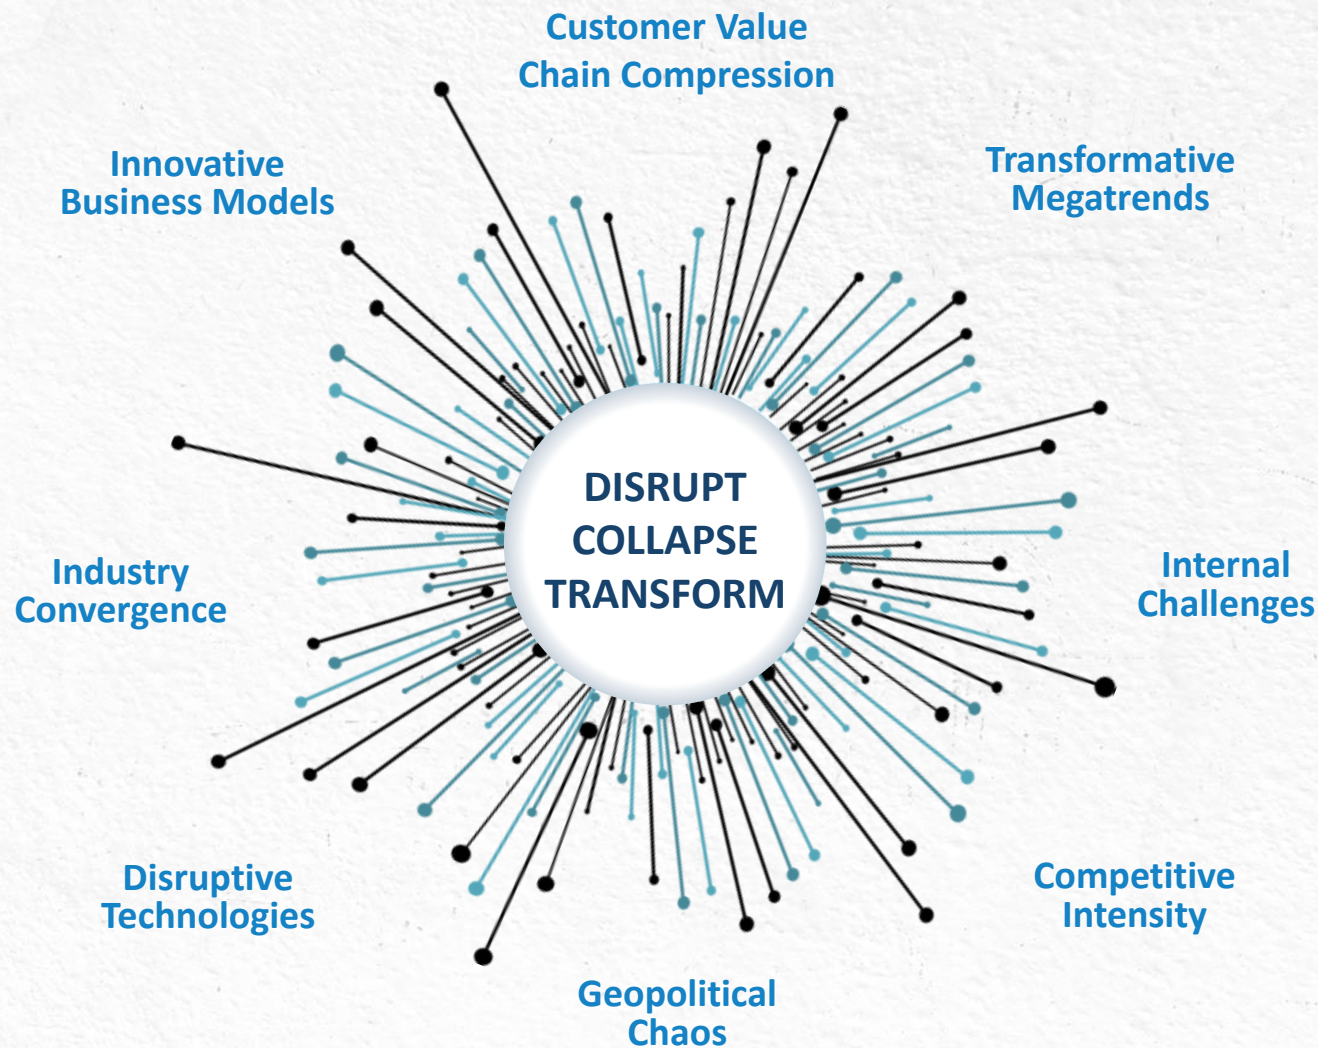 Customer Value
Chain Compression
Innovative
Business Models
Transformative
Megatrends
DISRUPT
COLLAPSE
TRANSFORM
Industry
Convergence
Internal
Challenges
Disruptive
Technologies
Competitive
Intensity
Geopolitical
Chaos